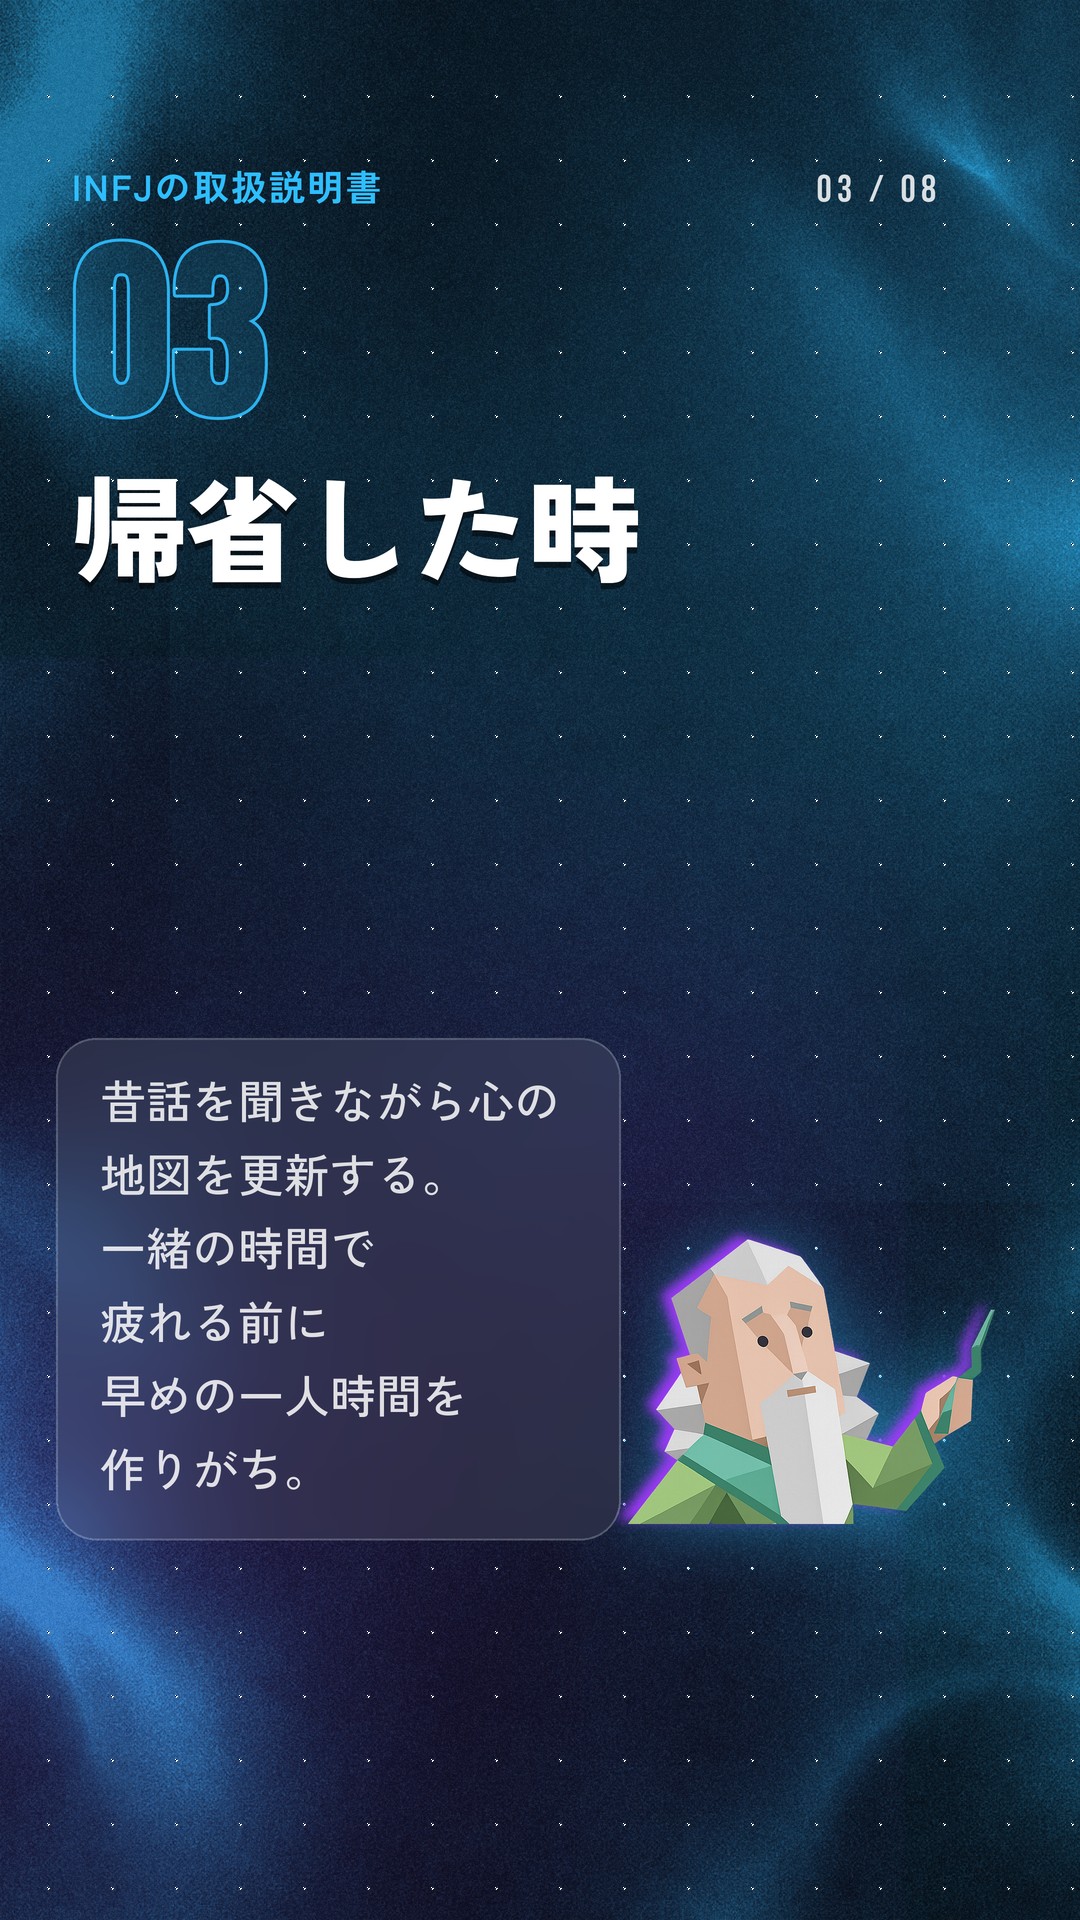 INFJの取扱説明書
03 / 08
03
帰省した時
昔話を聞きながら心の
地図を更新する。
一緒の時間で
疲れる前に
早めの一人時間を
作りがち。